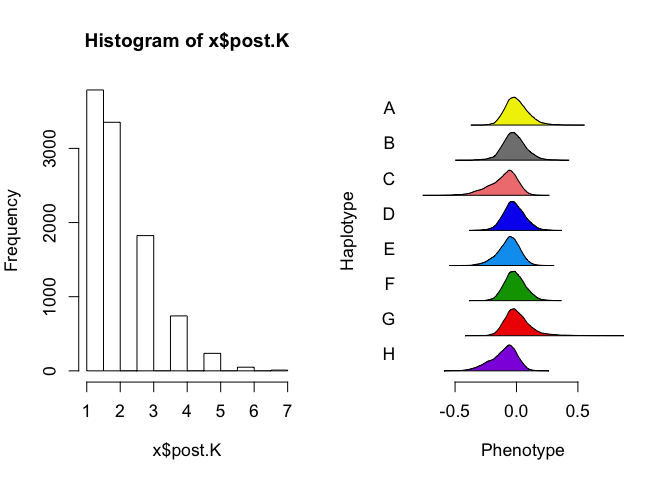 Histogram of x$post.K
Frequency
0
1000
2000
3000
1 2 3 4 5 6 7
x$post.K
Haplotype
A
B
C
D
E
F
G
H
-0.5 0.0 0.5
Phenotype